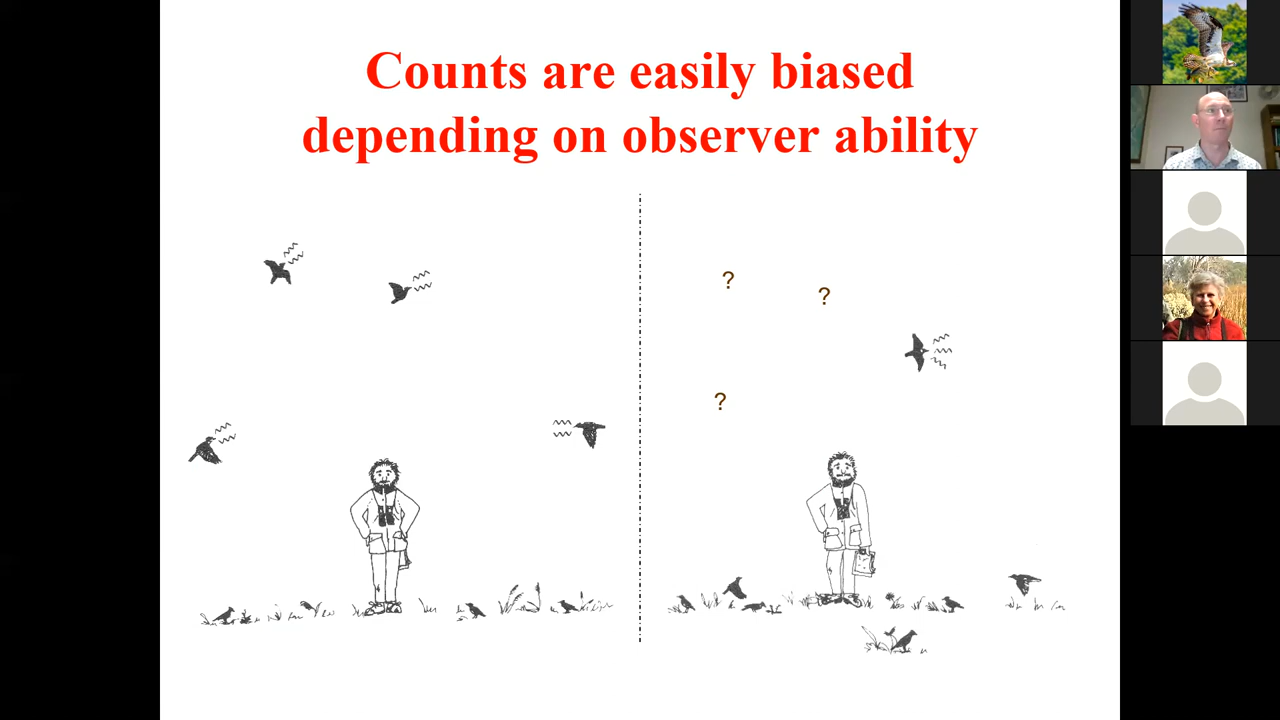 Counts are easily biased
depending on observer ability
?
?
?